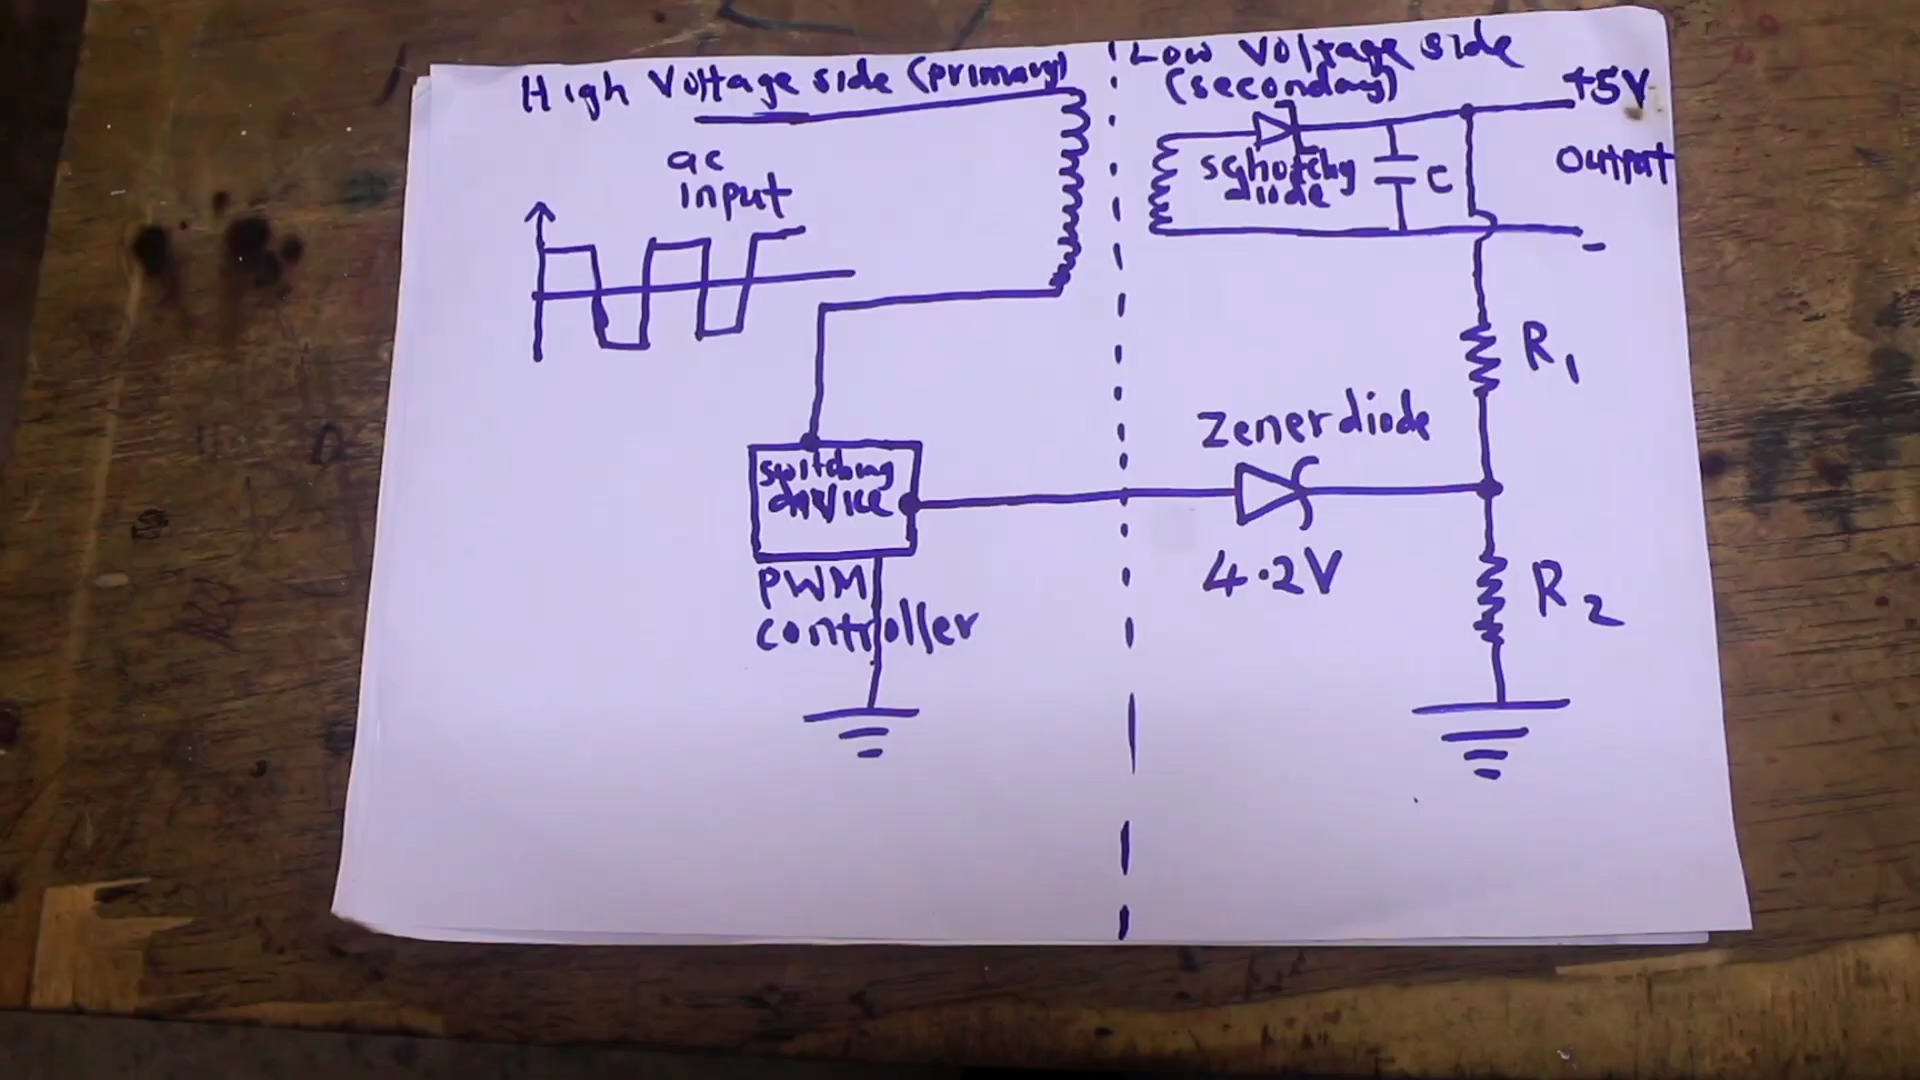 High Voltage side (primary)
Low Voltage side
(secondary)
+5V
Output
-
ac
input
schottky
diode
C
R1
Zener diode
4.2V
switching
device
PWM
controller
R2